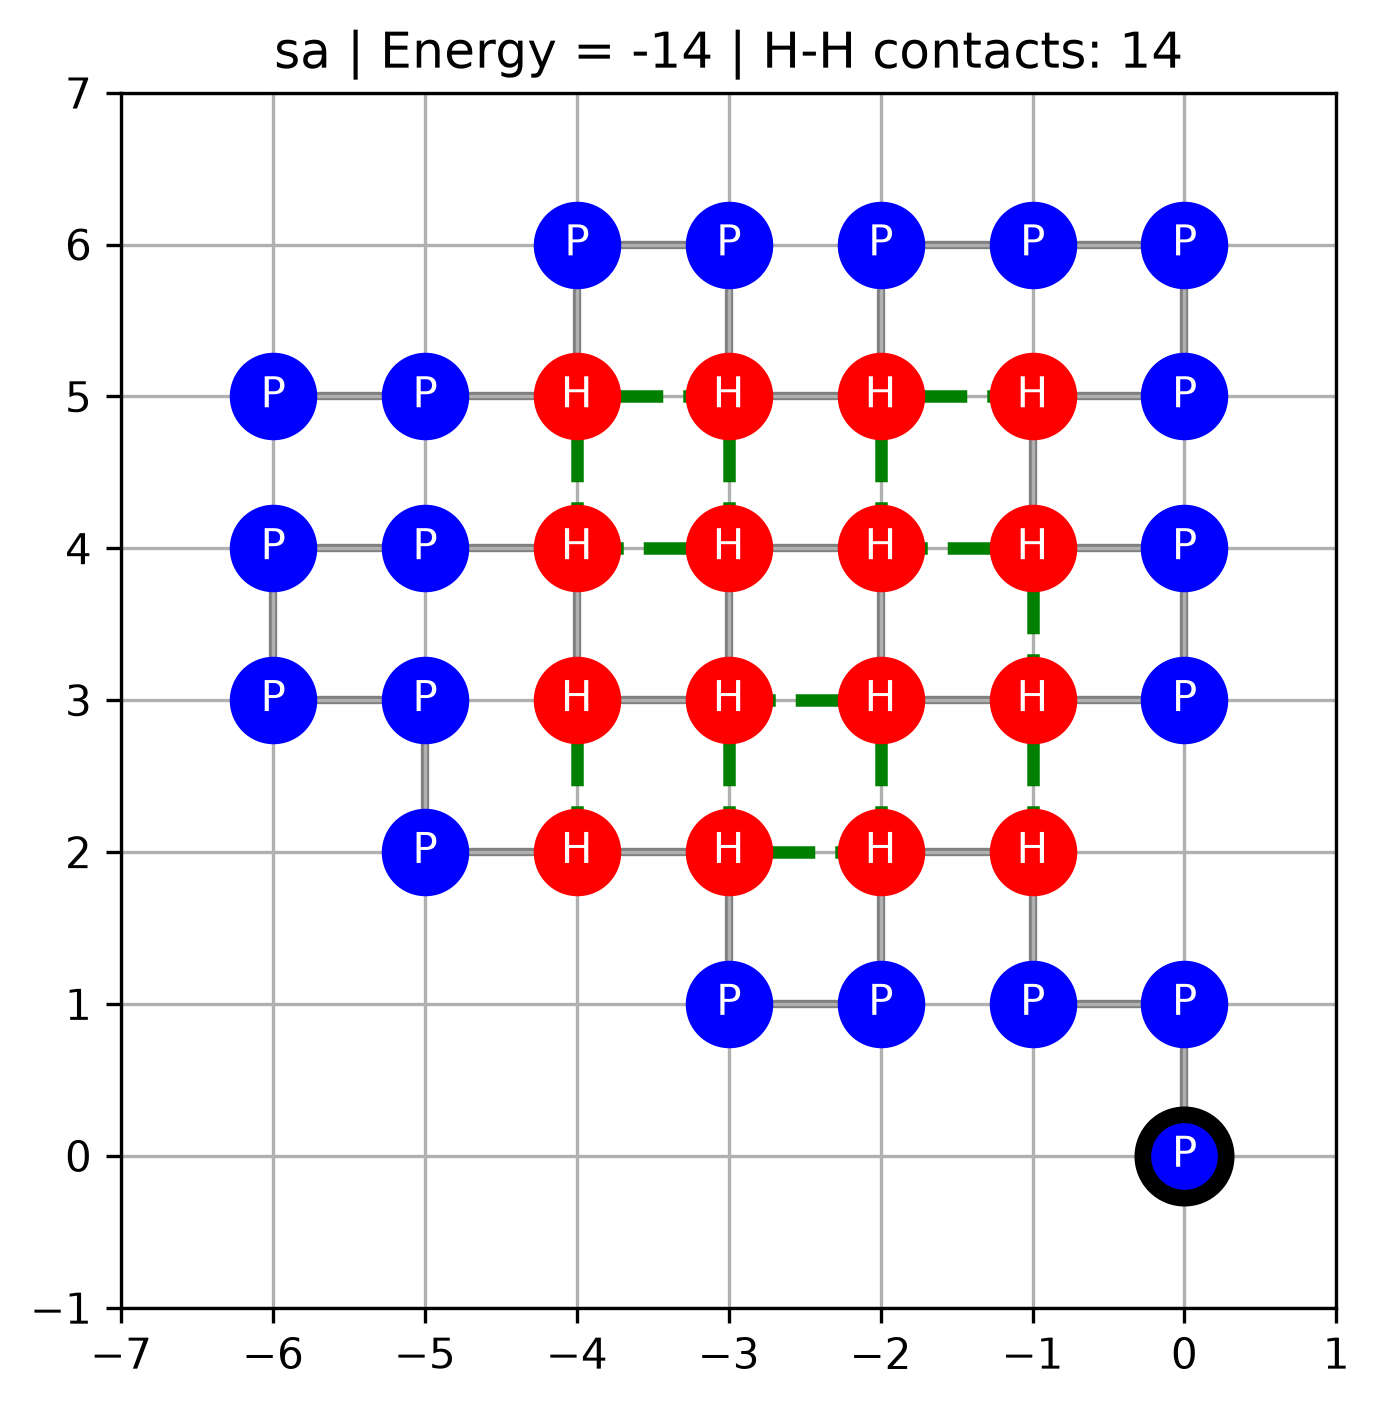 sa | Energy = -14 | H-H contacts: 14
7
6 P P P P P
5 P P H H H H P
4 P P H H H H P
3 P P H H H H P
2 P H H H H
1 P P P P
0 P
−1
−7 −6 −5 −4 −3 −2 −1 0 1